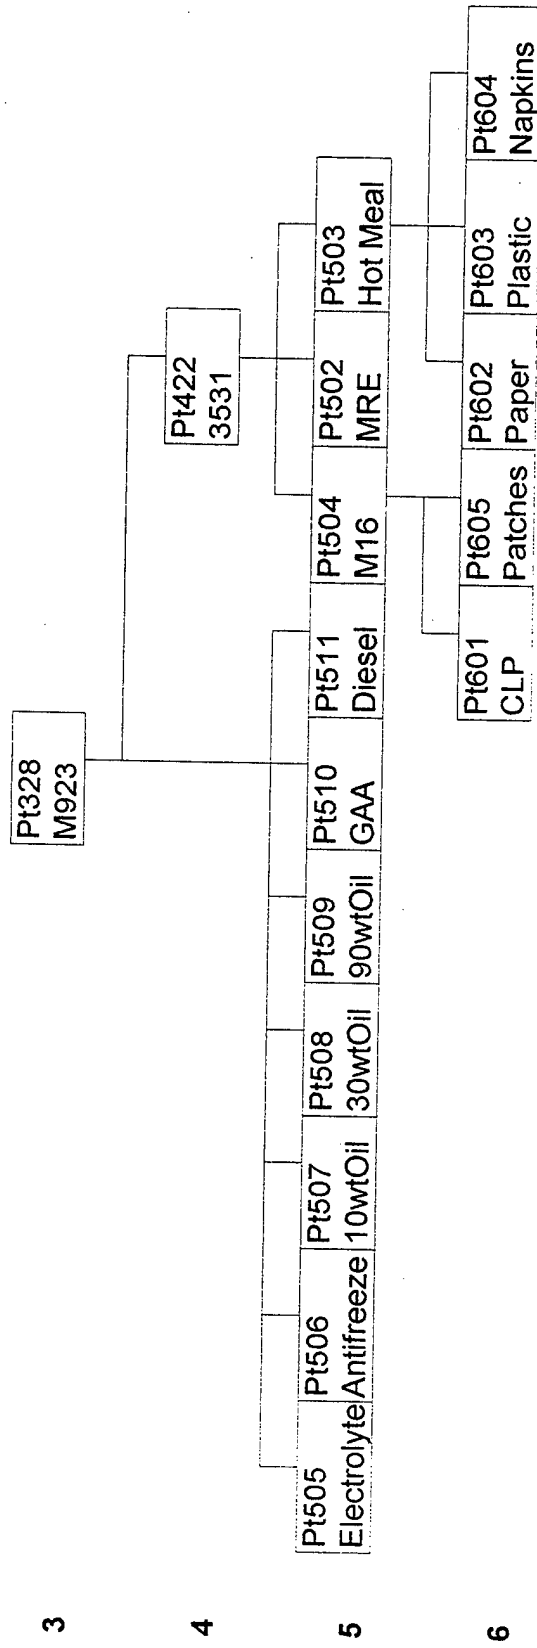 3
Pt328
M923
4
Pt422
3531
5
Pt505
Electrolyte
Pt506
Antifreeze
Pt507
10wtOil
Pt508
30wtOil
Pt509
90wtOil
Pt510
GAA
Pt511
Diesel
Pt504
M16
Pt502
MRE
Pt503
Hot Meal
6
Pt601
CLP
Pt605
Patches
Pt602
Paper
Pt603
Plastic
Pt604
Napkins